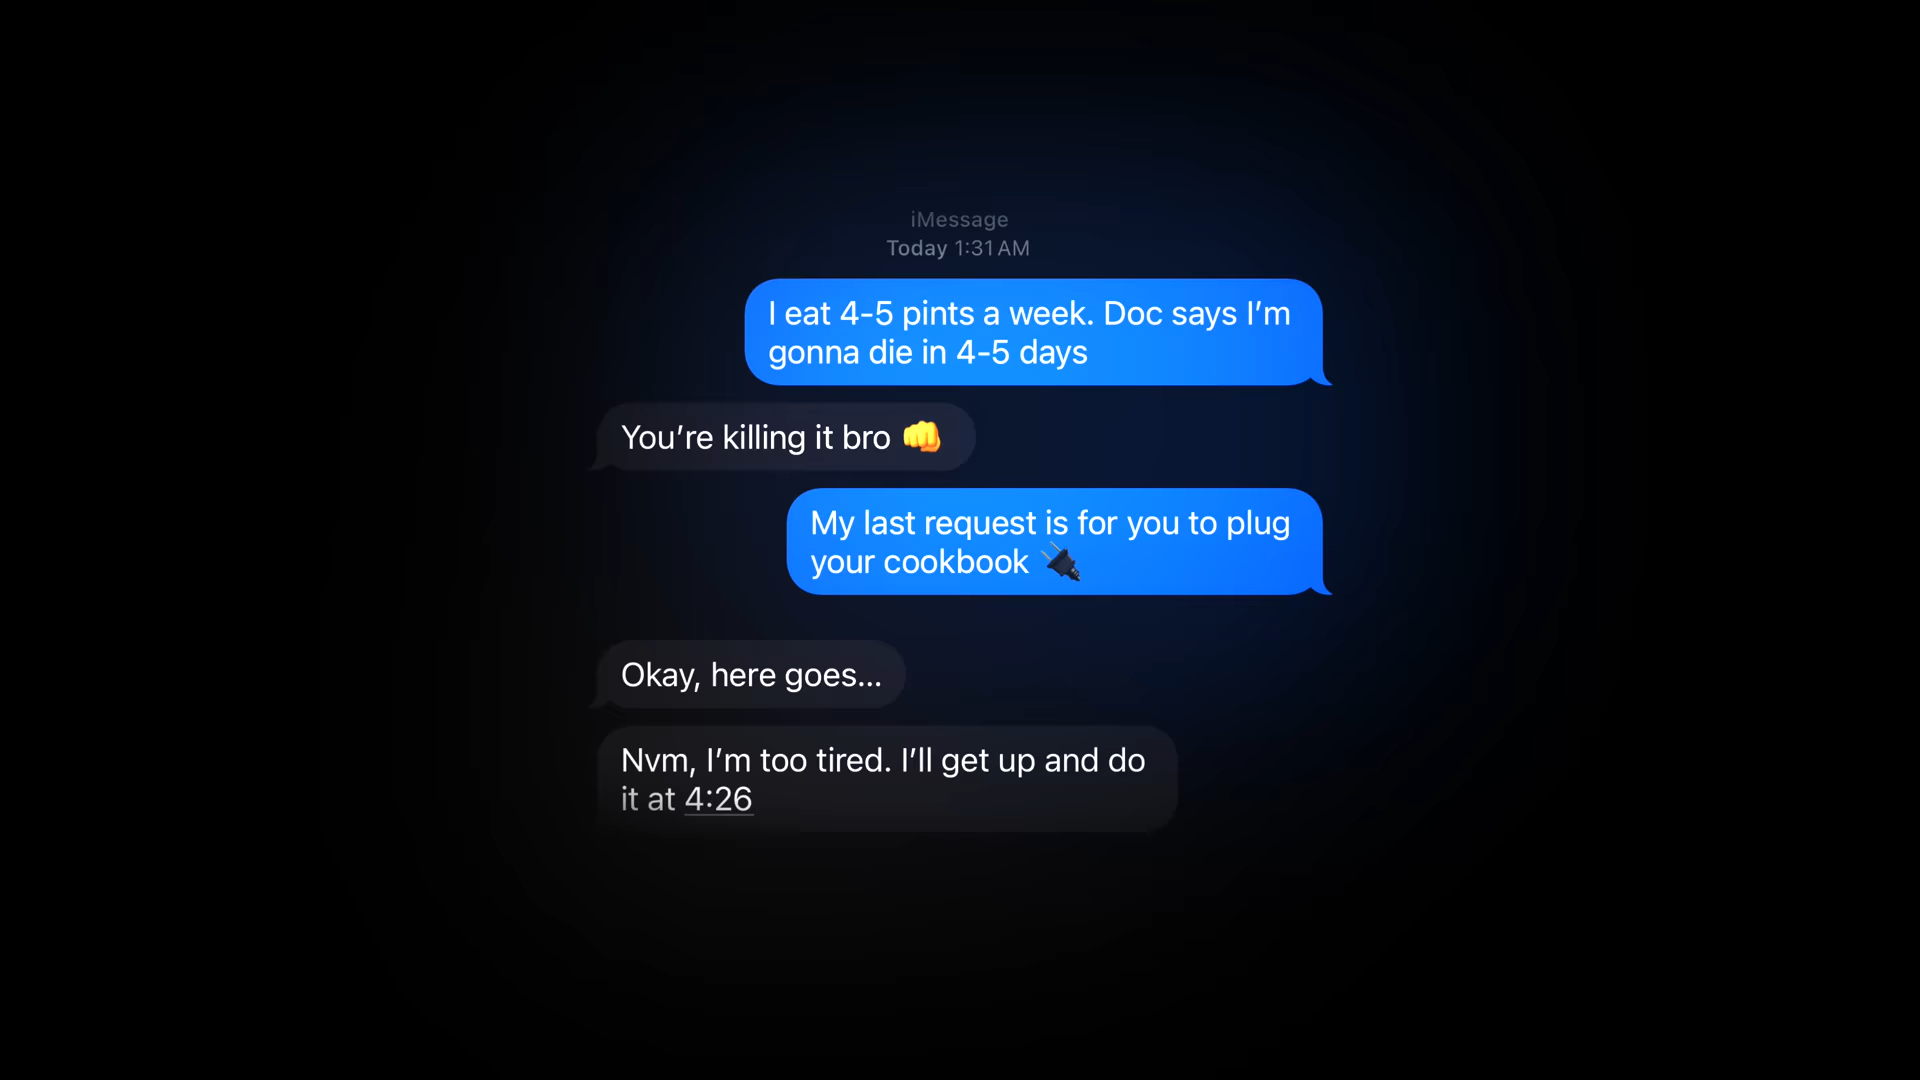 iMessage
Today 1:31 AM
I eat 4-5 pints a week. Doc says I’m
gonna die in 4-5 days
You’re killing it bro 👊
My last request is for you to plug
your cookbook 🔌
Okay, here goes...
Nvm, I’m too tired. I’ll get up and do
it at 4:26